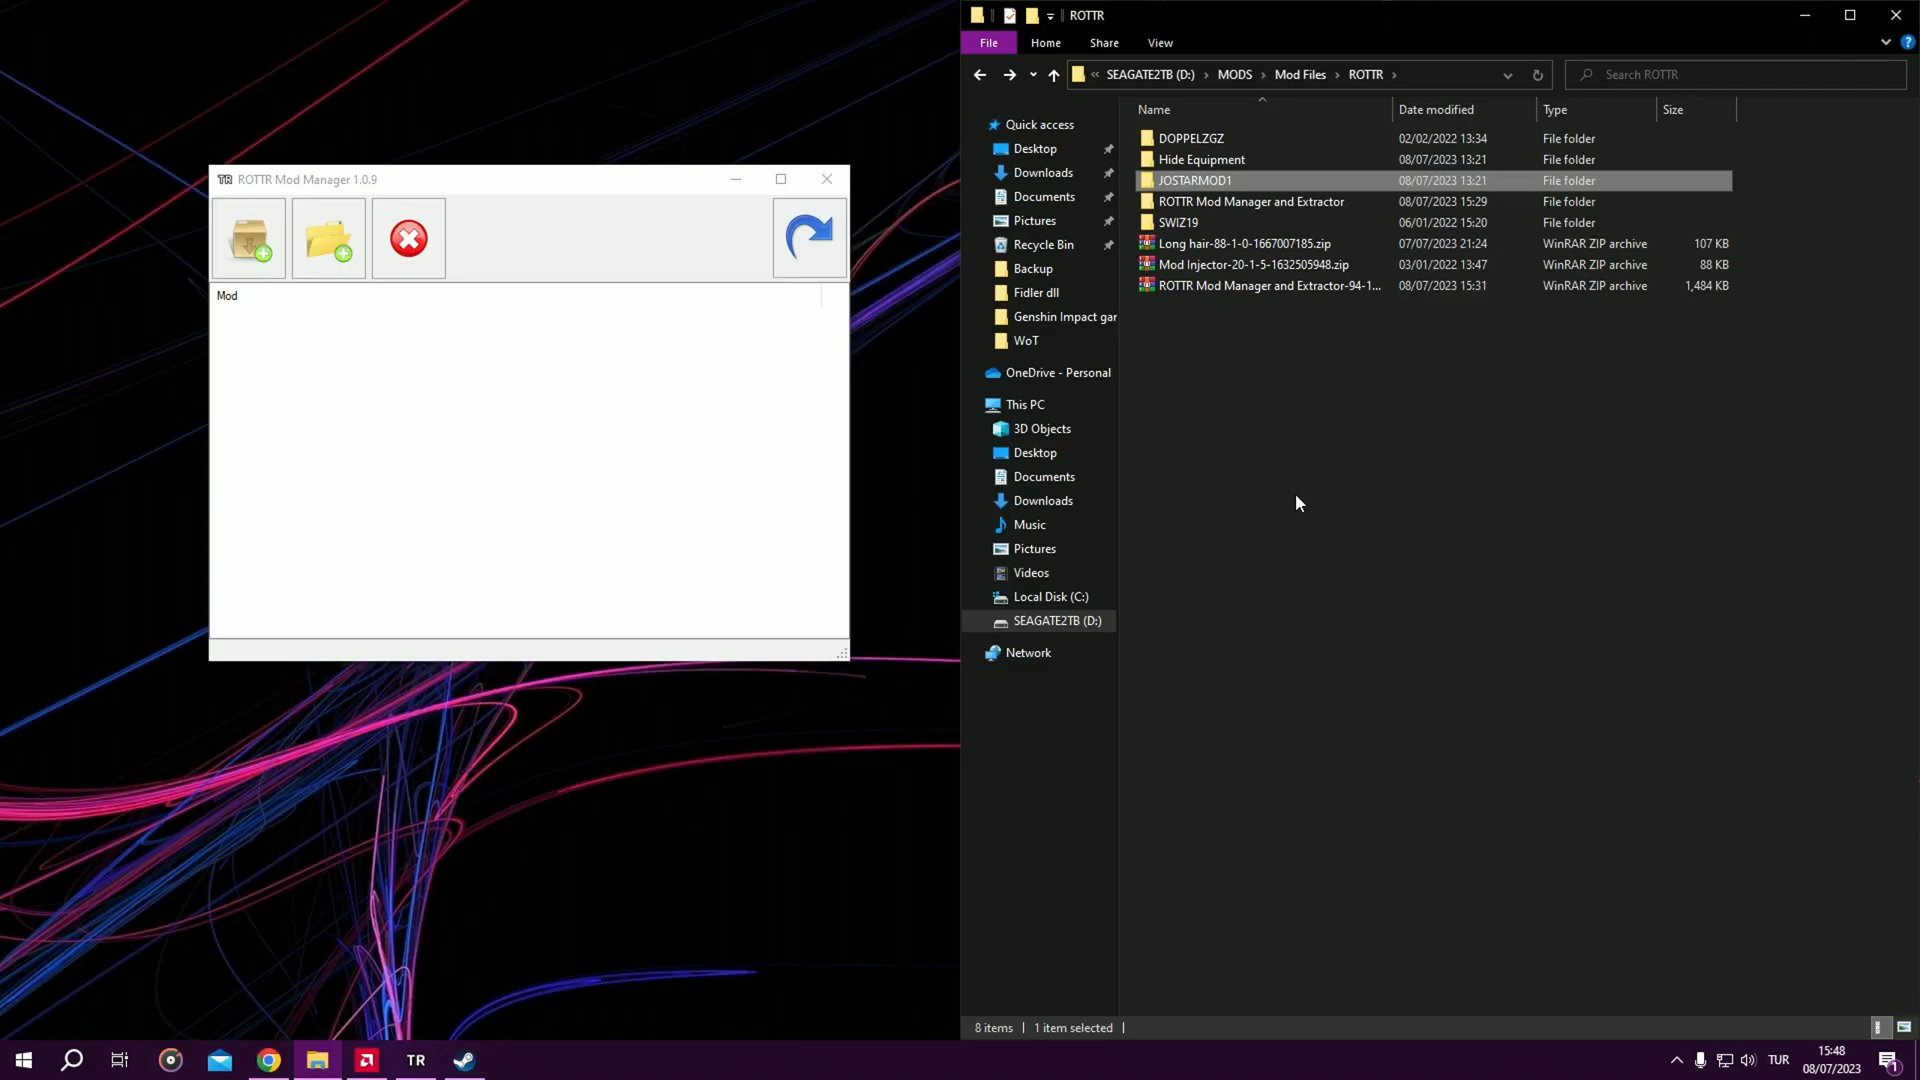 TR ROTTR Mod Manager 1.0.9
Mod
ROTTR
File Home Share View
« SEAGATE2TB (D:) › MODS › Mod Files › ROTTR ›
Search ROTTR
Name Date modified Type Size
Quick access
Desktop
Downloads
Documents
Pictures
Recycle Bin
Backup
Fidler dll
Genshin Impact gar
WoT
OneDrive - Personal
This PC
3D Objects
Desktop
Documents
Downloads
Music
Pictures
Videos
Local Disk (C:)
SEAGATE2TB (D:)
Network
DOPPELZGZ 02/02/2022 13:34 File folder
Hide Equipment 08/07/2023 13:21 File folder
JOSTARMOD1 08/07/2023 13:21 File folder
ROTTR Mod Manager and Extractor 08/07/2023 15:29 File folder
SWIZ19 06/01/2022 15:20 File folder
Long hair-88-1-0-1667007185.zip 07/07/2023 21:24 WinRAR ZIP archive 107 KB
Mod Injector-20-1-5-1632505948.zip 03/01/2022 13:47 WinRAR ZIP archive 88 KB
ROTTR Mod Manager and Extractor-94-1... 08/07/2023 15:31 WinRAR ZIP archive 1,484 KB
8 items | 1 item selected |
TR
TUR
15:48
08/07/2023
1